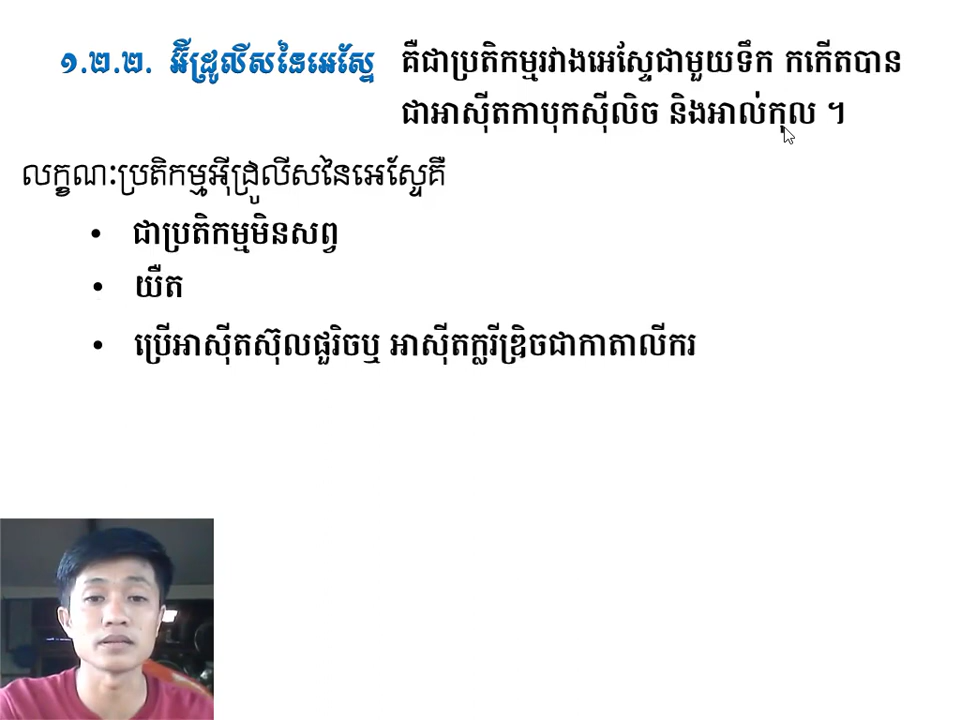 ១.២.២. អ៊ីដ្រូលីសនៃអេស្ទែ គឺជាប្រតិកម្មរវាងអេស្ទែជាមួយទឹក កកើតបាន
ជាអាស៊ីតកាបុកស៊ីលិច និងអាល់កុល ។
លក្ខណៈប្រតិកម្មអ៊ីដ្រូលីសនៃអេស្ទែគឺ
• ជាប្រតិកម្មមិនសព្វ
• យឺត
• ប្រើអាស៊ីតស៊ុលផួរិចឬ អាស៊ីតក្លរីឌ្រិចជាកាតាលីករ